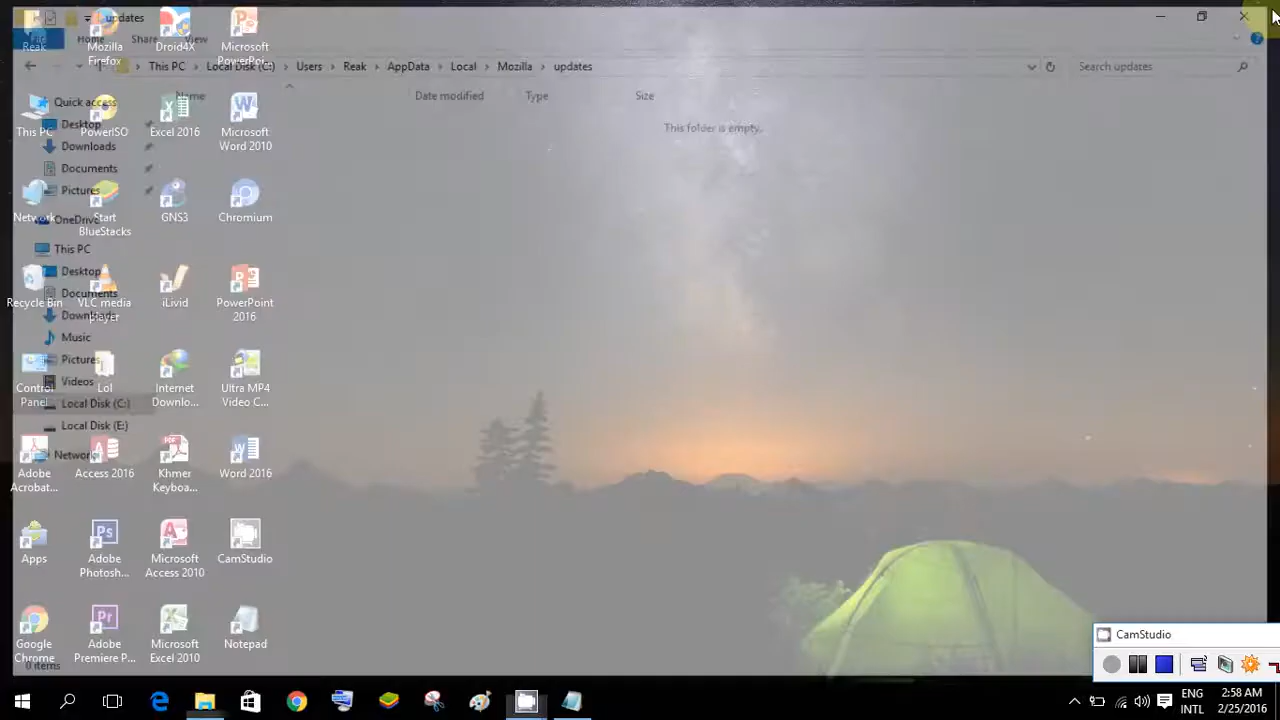 updates
File Home Share View
This PC Local Disk (C:) Users Reak AppData Local Mozilla updates
Search updates
Name Date modified Type Size
This folder is empty.
Quick access
Desktop
Downloads
Documents
Pictures
OneDrive
This PC
Desktop
Documents
Downloads
Music
Pictures
Videos
Local Disk (C:)
Local Disk (E:)
Network
0 items
Reak
Mozilla
Firefox
Droid4X
Microsoft
PowerPoi...
This PC
PowerISO
Excel 2016
Microsoft
Word 2010
Network
Start
BlueStacks
GNS3
Chromium
Recycle Bin
VLC media
player
iLivid
PowerPoint
2016
Control
Panel
Lol
Internet
Downlo...
Ultra MP4
Video C...
Adobe
Acrobat...
Access 2016
Khmer
Keyboa...
Word 2016
Apps
Adobe
Photosh...
Microsoft
Access 2010
CamStudio
Google
Chrome
Adobe
Premiere P...
Microsoft
Excel 2010
Notepad
CamStudio
ENG
INTL
2:58 AM
2/25/2016